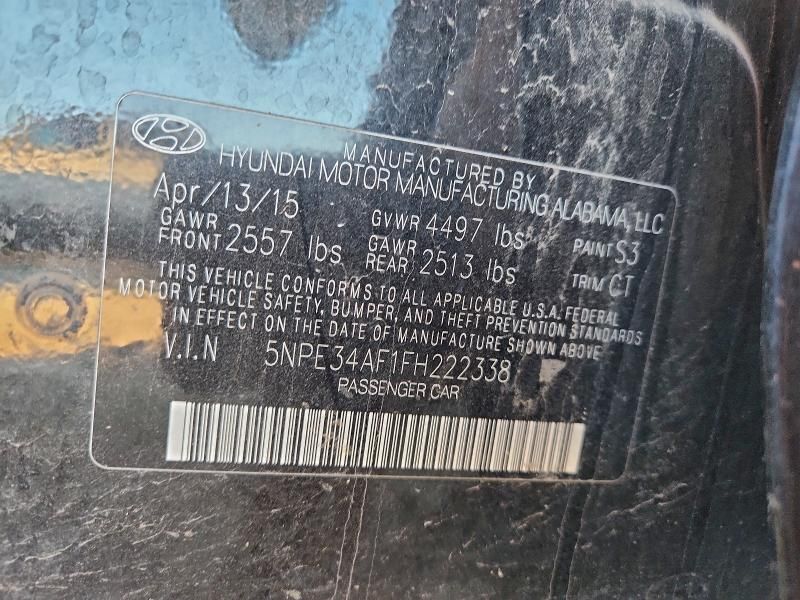 MANUFACTURED BY
HYUNDAI MOTOR MANUFACTURING ALABAMA, LLC
Apr/13/15 GVWR 4497 lbs PAINT S3
GAWR FRONT 2557 lbs GAWR REAR 2513 lbs TRIM CT
THIS VEHICLE CONFORMS TO ALL APPLICABLE U.S.A. FEDERAL
MOTOR VEHICLE SAFETY, BUMPER, AND THEFT PREVENTION STANDARDS
IN EFFECT ON THE DATE OF MANUFACTURE SHOWN ABOVE
V.I.N 5NPE34AF1FH222338
PASSENGER CAR